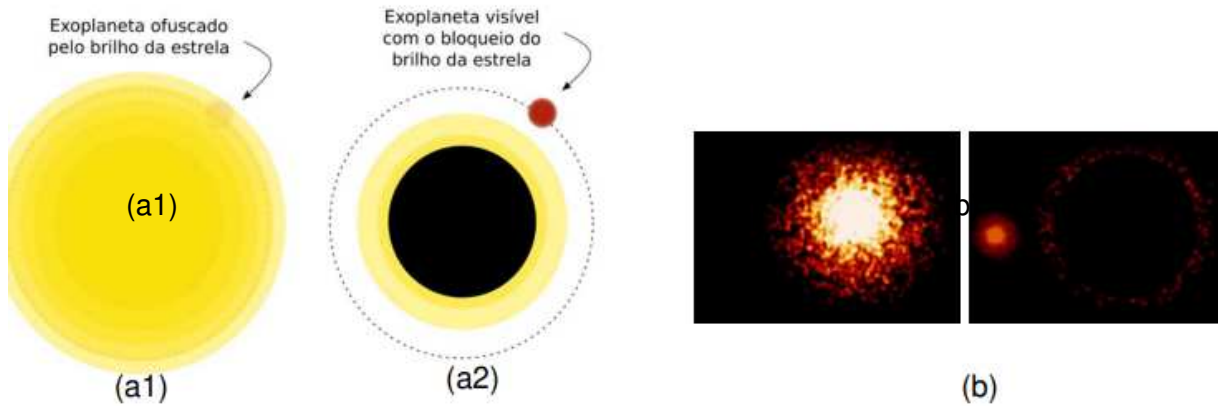 Exoplaneta ofuscado
pelo brilho da estrela
Exoplaneta visível
com o bloqueio do
brilho da estrela
(a1)
b
(a1)
(a2)
(b)